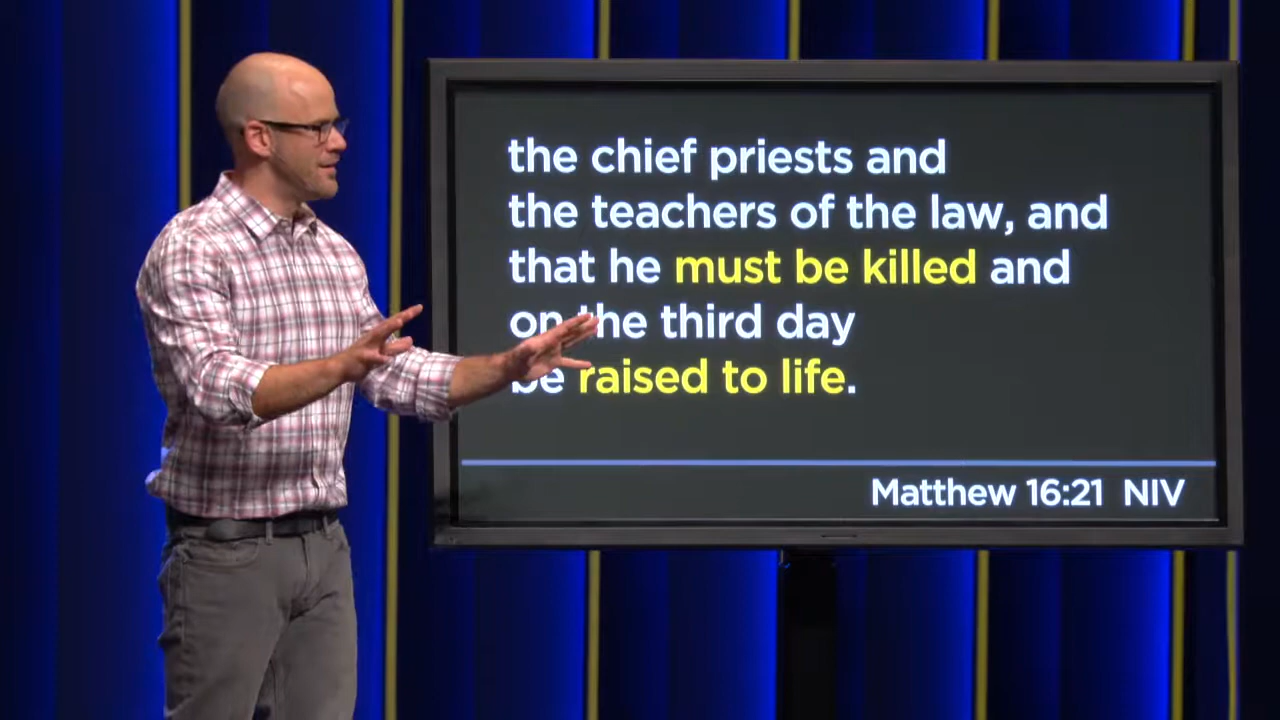 the chief priests and
the teachers of the law, and
that he must be killed and
on the third day
be raised to life.
Matthew 16:21 NIV